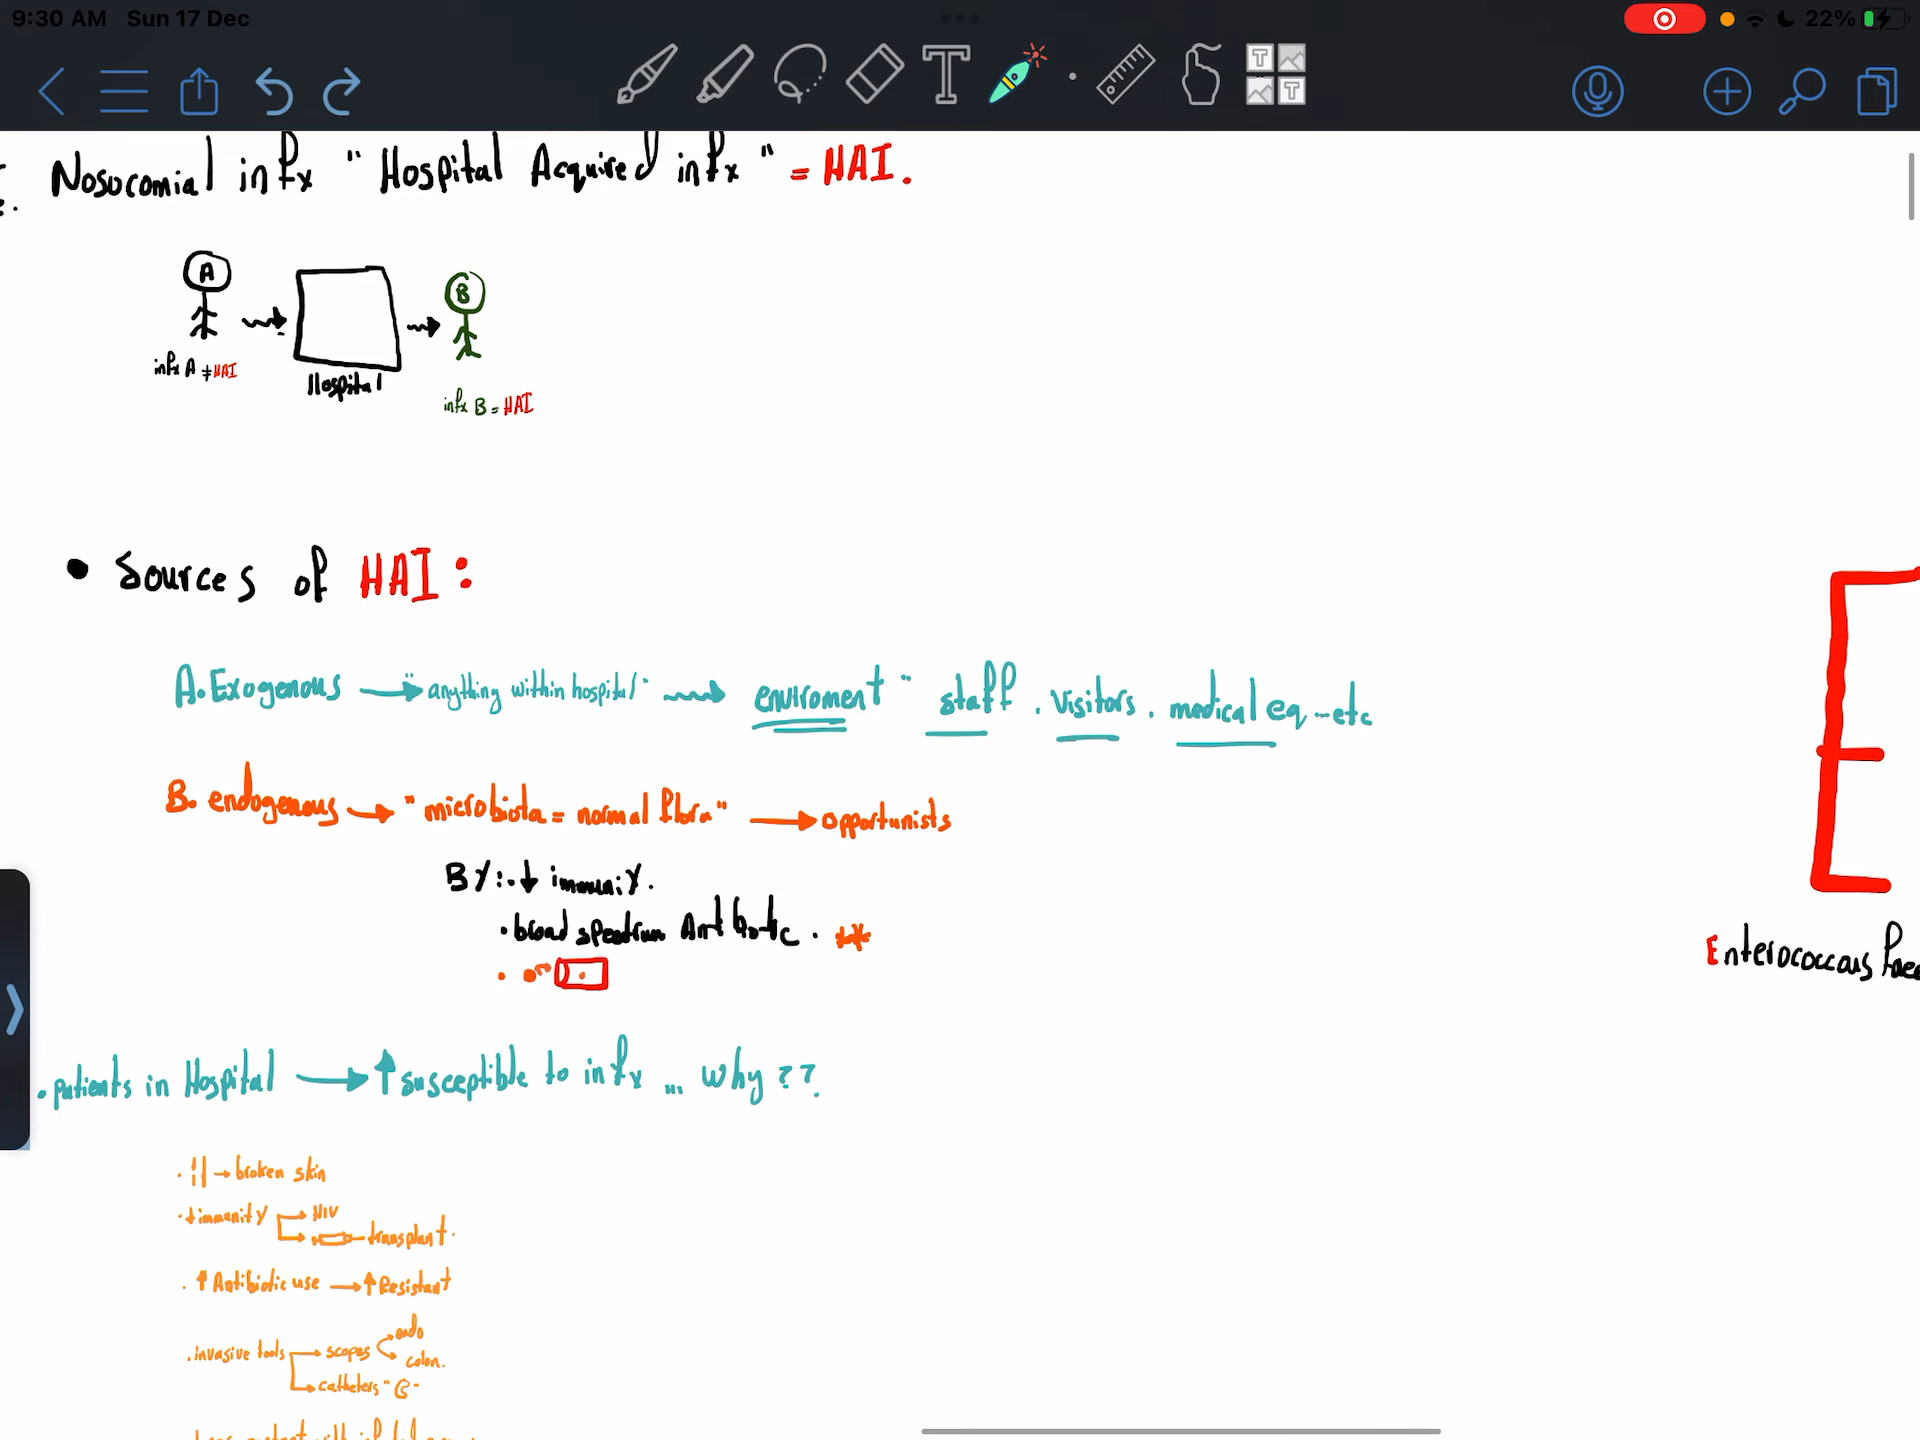 9:30 AM Sun 17 Dec
22%
Nosocomial infx " Hospital Acquired infx " = HAI.
A
B
infx A ≠ HAI
Hospital
infx B = HAI
• Sources of HAI :
A. Exogenous → "anything within hospital" → enviroment " staff . visitors . medical eq ... etc
B. endogenous → " microbiota = normal flora " → opportunists
BY : . ↓ immunity.
. broad spectrum Antibiotic .
Enterococcus faec
. patients in Hospital → ↑ susceptible to infx ... why ??
. → broken skin
. ↓ immunity → HIV
→ transplant.
. ↑ Antibiotic use → ↑ Resistant
. invasive tools → scopes endo
colon.
→ catheters "